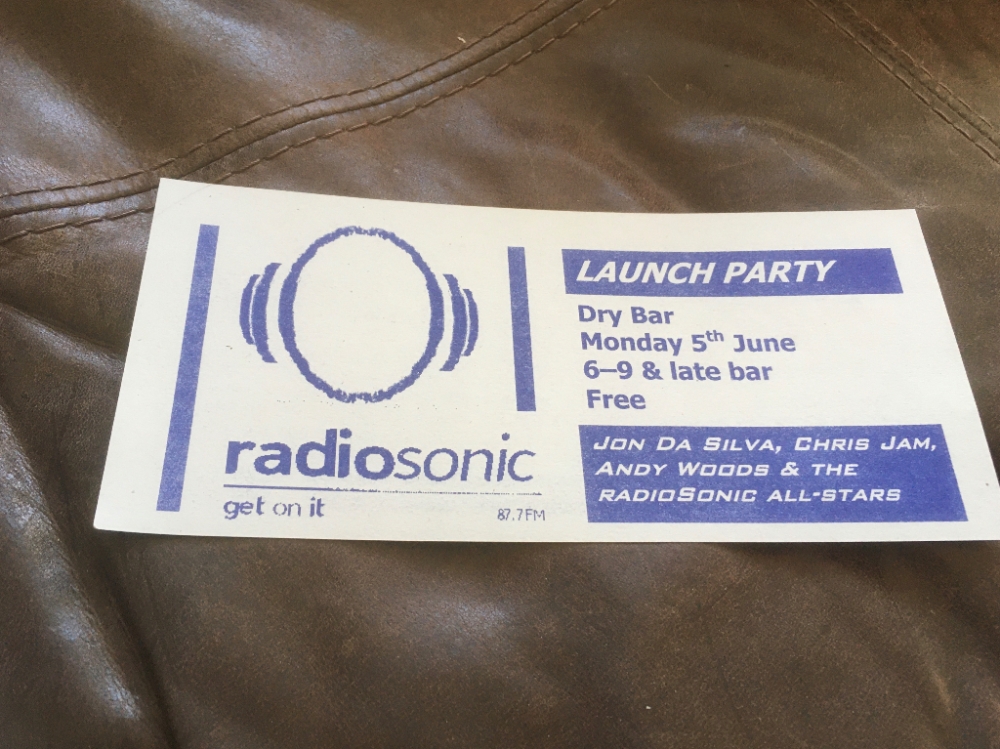 radiosonic
get on it
87.7FM
LAUNCH PARTY
Dry Bar
Monday 5th June
6–9 & late bar
Free
JON DA SILVA, CHRIS JAM,
ANDY WOODS & THE
RADIOSONIC ALL-STARS